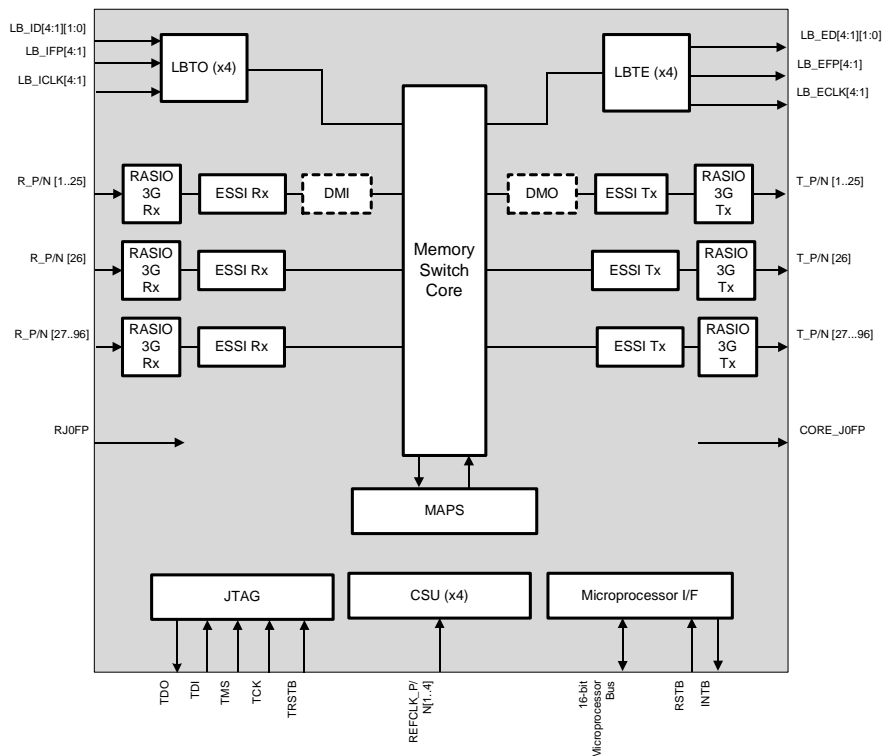 LB_ID[4:1][1:0]
LB_IFP[4:1]
LB_ICLK[4:1]
LBTO (x4)
LBTE (x4)
LB_ED[4:1][1:0]
LB_EFP[4:1]
LB_ECLK[4:1]
R_P/N [1..25]
RASIO
3G
Rx
ESSI Rx
DMI
Memory
Switch
Core
DMO
ESSI Tx
RASIO
3G
Tx
T_P/N [1..25]
R_P/N [26]
RASIO
3G
Rx
ESSI Rx
ESSI Tx
RASIO
3G
Tx
T_P/N [26]
R_P/N [27..96]
RASIO
3G
Rx
ESSI Rx
ESSI Tx
RASIO
3G
Tx
T_P/N [27...96]
RJ0FP
CORE_J0FP
MAPS
JTAG
CSU (x4)
Microprocessor I/F
TDO
TDI
TMS
TCK
TRSTB
REFCLK_P/
N[1..4]
16-bit
Microprocessor
Bus
RSTB
INTB